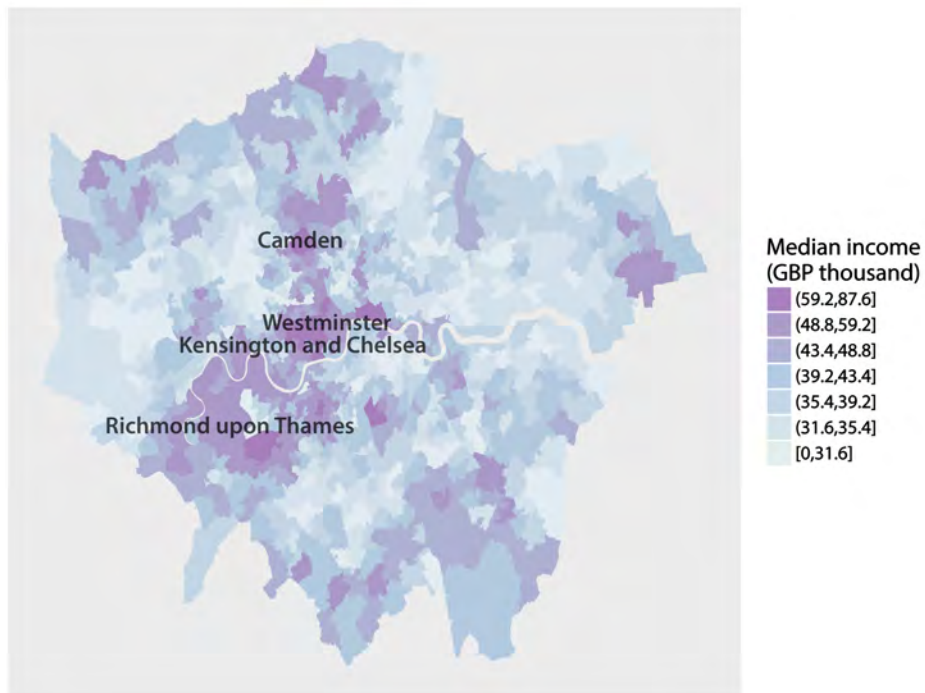 Camden
Westminster
Kensington and Chelsea
Richmond upon Thames
Median income
(GBP thousand)
(59.2,87.6]
(48.8,59.2]
(43.4,48.8]
(39.2,43.4]
(35.4,39.2]
(31.6,35.4]
[0,31.6]